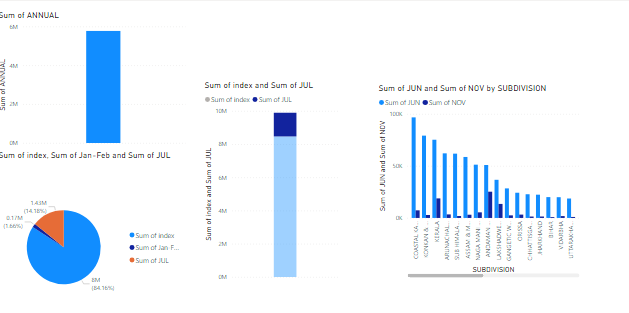 Sum of ANNUAL
6M
4M
2M
0M
Sum of ANNUAL
Sum of index, Sum of Jan-Feb and Sum of JUL
1.43M
(14.18%)
0.17M
(1.66%)
8M
(84.16%)
Sum of index
Sum of Jan F...
Sum of JUL
Sum of index and Sum of JUL
Sum of index Sum of JUL
10M
8M
6M
4M
2M
0M
Sum of index and Sum of JUL
Sum of JUN and Sum of NOV by SUBDIVISION
Sum of JUN Sum of NOV
100K
50K
0K
Sum of JUN and Sum of NOV
COASTAL KA...
KONKAN & ...
KERALA
ARUNACHAL...
SUB HIMALA...
ASSAM & M...
NAGA MANI...
ANDAMAN ...
LAKSHADWE...
GANGETIC W...
ORISSA
CHHATTISGA...
JHARKHAND
BIHAR
VIDARBHA
UTTARAKHA...
SUBDIVISION